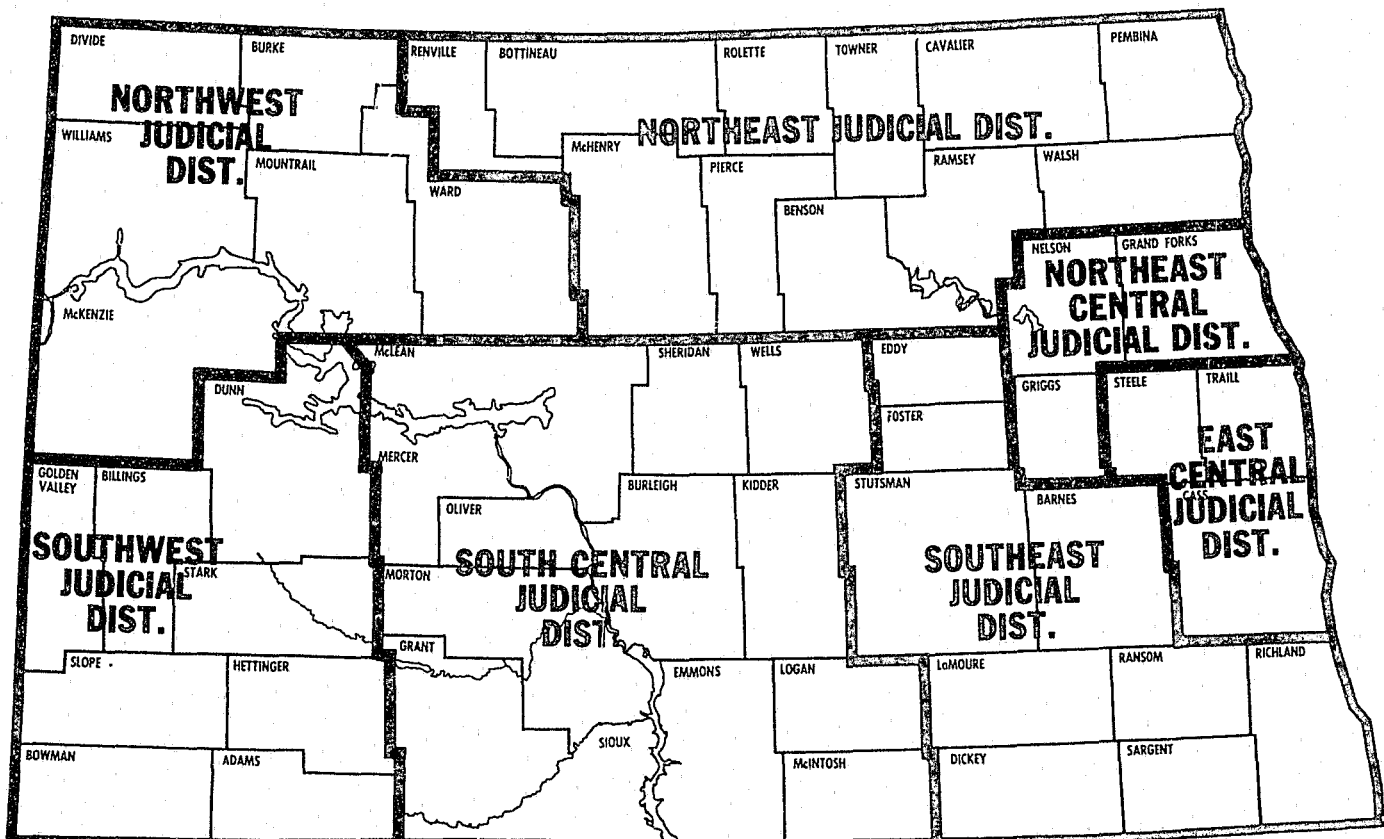 DIVIDE
BURKE
RENVILLE
BOTTINEAU
ROLETTE
TOWNER
CAVALIER
PEMBINA
NORTHWEST
JUDICIAL
DIST.
WILLIAMS
MOUNTRAIL
WARD
NORTHEAST JUDICIAL DIST.
McHENRY
PIERCE
RAMSEY
WALSH
BENSON
NELSON
GRAND FORKS
NORTHEAST
CENTRAL
JUDICIAL DIST.
McKENZIE
McLEAN
SHERIDAN
WELLS
EDDY
DUNN
GRIGGS
STEELE
TRAILL
FOSTER
EAST
CENTRAL
JUDICIAL
DIST.
CASS
MERCER
GOLDEN
VALLEY
BILLINGS
BURLEIGH
KIDDER
STUTSMAN
BARNES
OLIVER
SOUTHWEST
JUDICIAL
DIST.
STARK
MORTON
SOUTH CENTRAL
JUDICIAL
DIST.
SOUTHEAST
JUDICIAL
DIST.
GRANT
SLOPE
HETTINGER
EMMONS
LOGAN
LaMOURE
RANSOM
RICHLAND
SIOUX
BOWMAN
ADAMS
McINTOSH
DICKEY
SARGENT